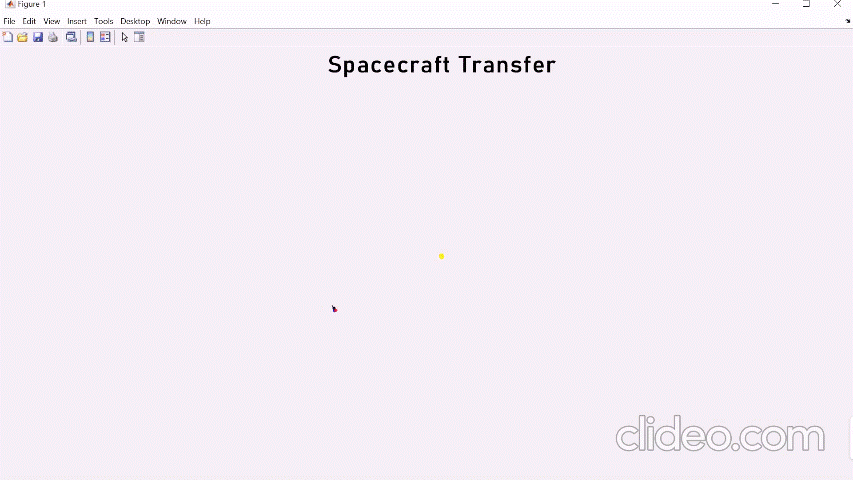 Figure 1
File Edit View Insert Tools Desktop Window Help
Spacecraft Transfer
clideo.com